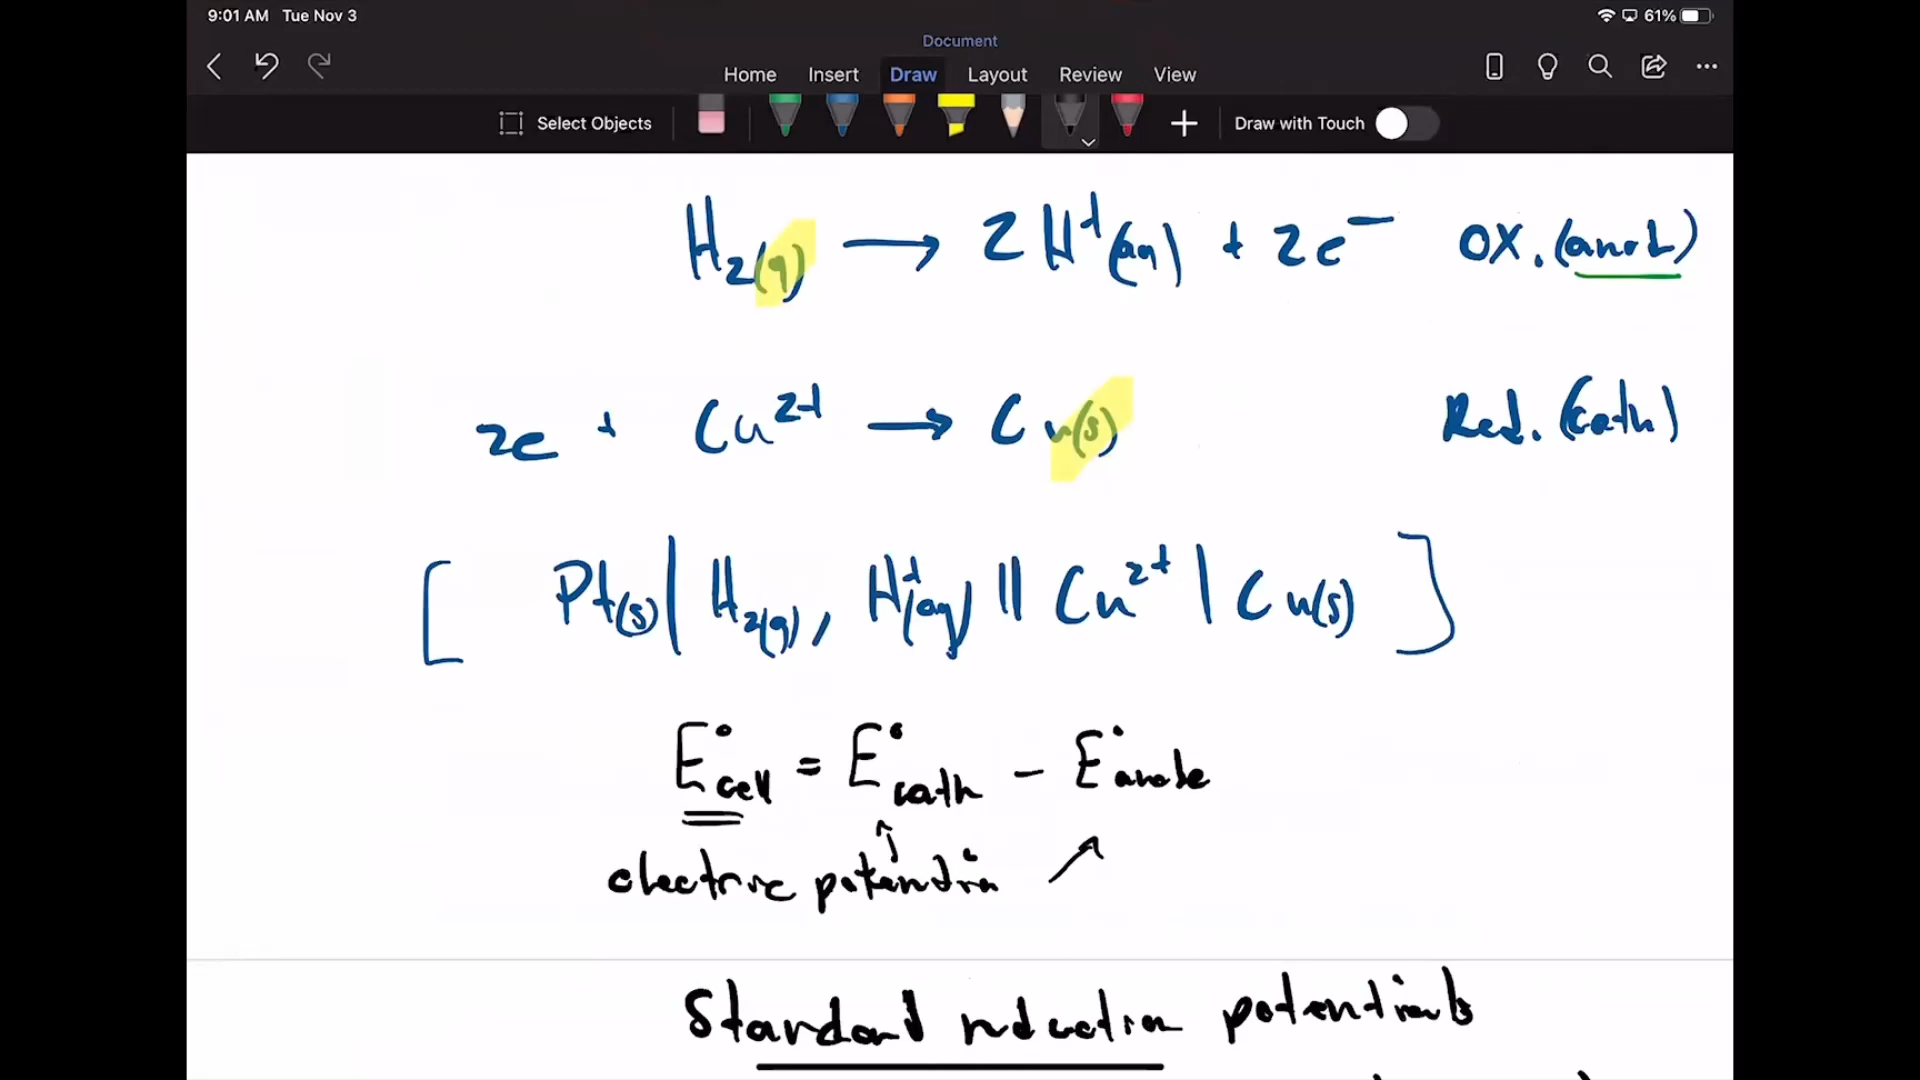 9:01 AM Tue Nov 3 61%
Document
Home Insert Draw Layout Review View
Select Objects Draw with Touch
H₂(g) → 2 H⁺(aq) + 2e⁻ OX. (anode)
2e + Cu²⁺ → Cu(s) Red. (cath)
[ Pt(s) | H₂(g), H⁺(aq) || Cu²⁺ | Cu(s) ]
E°cell = E°cath - E°anode
electric potential
Standard reduction potentials